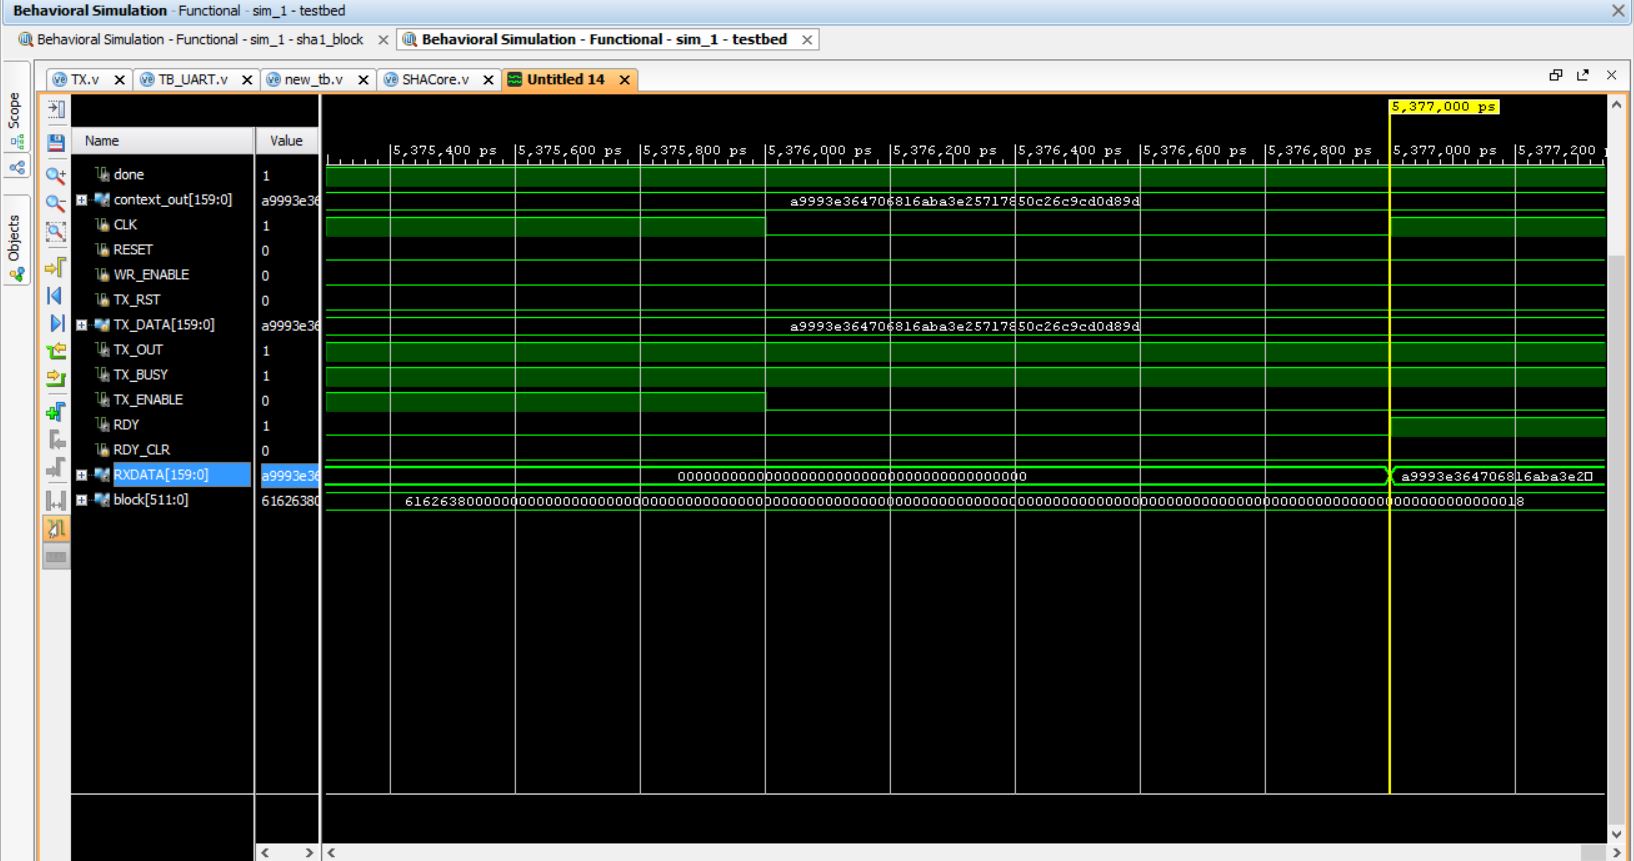 Behavioral Simulation - Functional - sim_1 - testbed
Behavioral Simulation - Functional - sim_1 - sha1_block
Behavioral Simulation - Functional - sim_1 - testbed
Scope
Objects
TX.v
TB_UART.v
new_tb.v
SHACore.v
Untitled 14
5,377,000 ps
Name Value
5,375,400 ps 5,375,600 ps 5,375,800 ps 5,376,000 ps 5,376,200 ps 5,376,400 ps 5,376,600 ps 5,376,800 ps 5,377,000 ps 5,377,200
done 1
context_out[159:0] a9993e36 a9993e364706816aba3e25717850c26c9cd0d89d
CLK 1
RESET 0
WR_ENABLE 0
TX_RST 0
TX_DATA[159:0] a9993e36 a9993e364706816aba3e25717850c26c9cd0d89d
TX_OUT 1
TX_BUSY 1
TX_ENABLE 0
RDY 1
RDY_CLR 0
RXDATA[159:0] a9993e36 0000000000000000000000000000000000000000 a9993e364706816aba3e2
block[511:0] 61626380 61626380000000000000000000000000000000000000000000000000000000000000000000000000000000000000000000000000000000000000000000000018